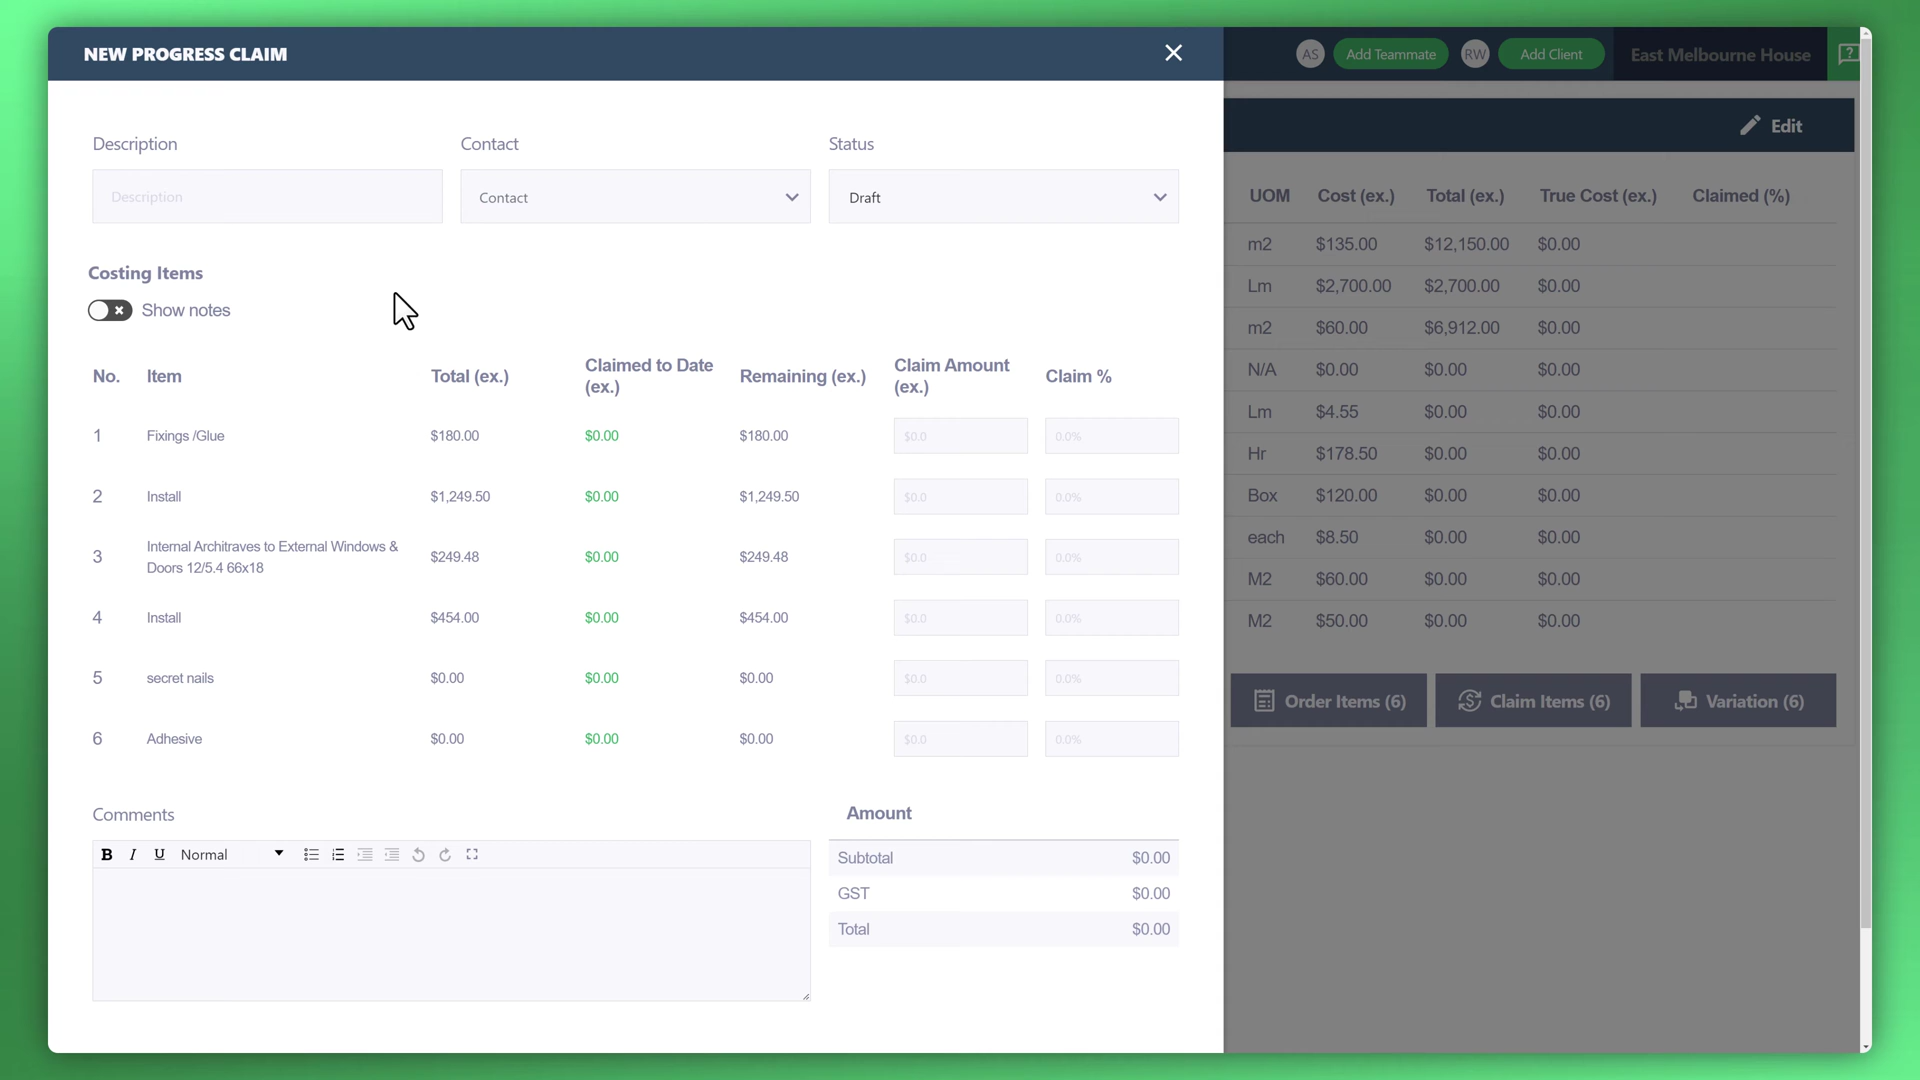 NEW PROGRESS CLAIM
AS Add Teammate RW Add Client East Melbourne House
Edit
Description Contact Status
Description Contact Draft
Costing Items
Show notes
No. Item Total (ex.) Claimed to Date (ex.) Remaining (ex.) Claim Amount (ex.) Claim %
1 Fixings /Glue $180.00 $0.00 $180.00 $0.0 0.0%
2 Install $1,249.50 $0.00 $1,249.50 $0.0 0.0%
3 Internal Architraves to External Windows &
Doors 12/5.4 66x18 $249.48 $0.00 $249.48 $0.0 0.0%
4 Install $454.00 $0.00 $454.00 $0.0 0.0%
5 secret nails $0.00 $0.00 $0.00 $0.0 0.0%
6 Adhesive $0.00 $0.00 $0.00 $0.0 0.0%
Comments
B I U Normal
Amount
Subtotal $0.00
GST $0.00
Total $0.00
UOM Cost (ex.) Total (ex.) True Cost (ex.) Claimed (%)
m2 $135.00 $12,150.00 $0.00
Lm $2,700.00 $2,700.00 $0.00
m2 $60.00 $6,912.00 $0.00
N/A $0.00 $0.00 $0.00
Lm $4.55 $0.00 $0.00
Hr $178.50 $0.00 $0.00
Box $120.00 $0.00 $0.00
each $8.50 $0.00 $0.00
M2 $60.00 $0.00 $0.00
M2 $50.00 $0.00 $0.00
Order Items (6) Claim Items (6) Variation (6)